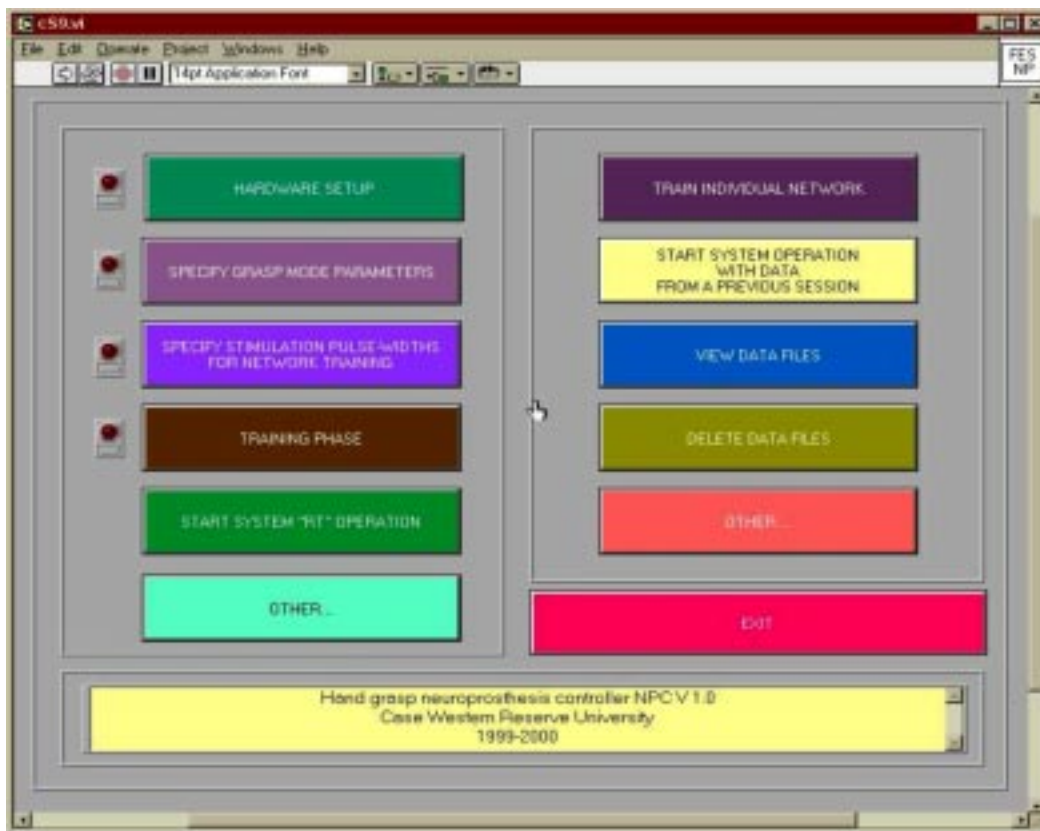 cS9.vi
File Edit Operate Project Windows Help
14pt Application Font
FES
NP
HARDWARE SETUP
SPECIFY GRASP MODE PARAMETERS
SPECIFY STIMULATION PULSE-WIDTHS
FOR NETWORK TRAINING
TRAINING PHASE
START SYSTEM "RT" OPERATION
OTHER...
TRAIN INDIVIDUAL NETWORK
START SYSTEM OPERATION
WITH DATA
FROM A PREVIOUS SESSION
VIEW DATA FILES
DELETE DATA FILES
OTHER...
EXIT
Hand grasp neuroprosthesis controller NPC V 1.0
Case Western Reserve University
1999-2000